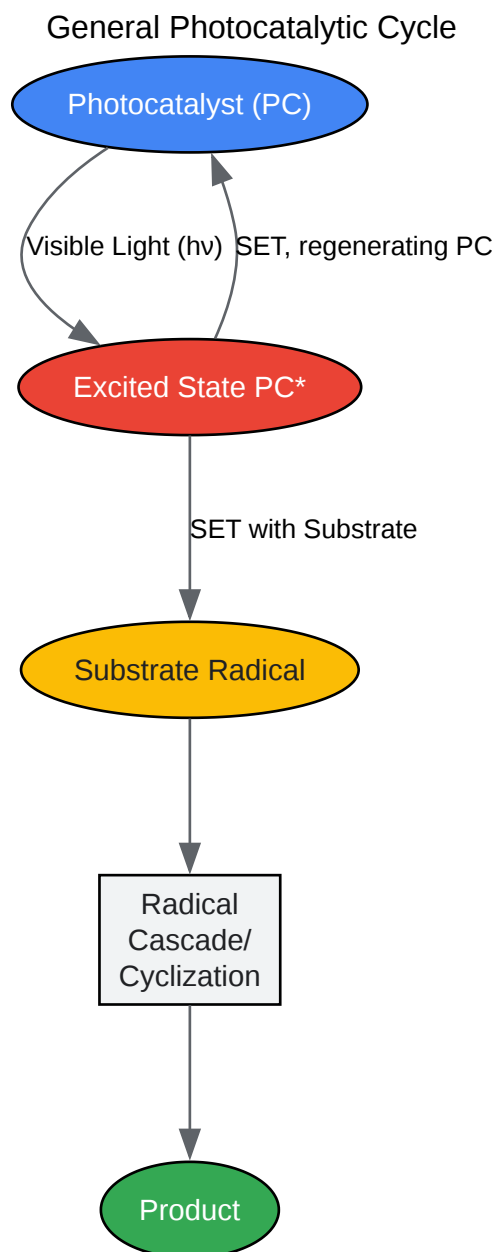 General Photocatalytic Cycle
Photocatalyst (PC)
Visible Light (hν)
SET, regenerating PC
Excited State PC*
SET with Substrate
Substrate Radical
Radical
Cascade/
Cyclization
Product